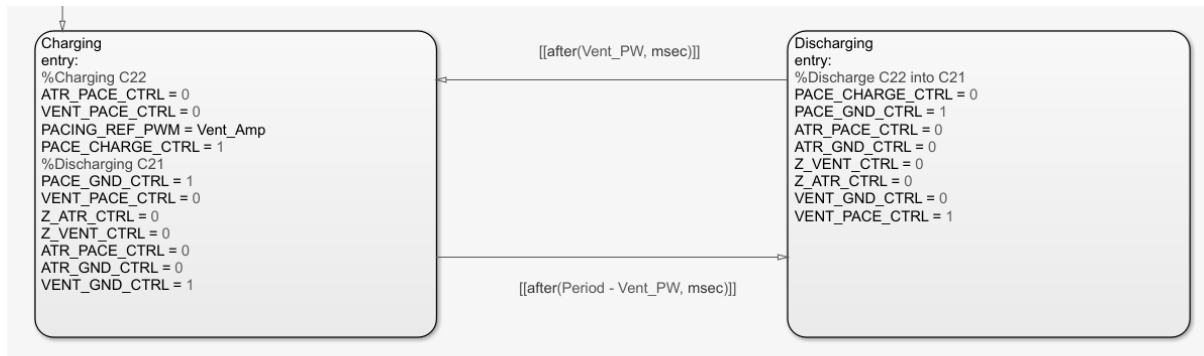 Charging
entry:
%Charging C22
ATR_PACE_CTRL = 0
VENT_PACE_CTRL = 0
PACING_REF_PWM = Vent_Amp
PACE_CHARGE_CTRL = 1
%Discharging C21
PACE_GND_CTRL = 1
VENT_PACE_CTRL = 0
Z_ATR_CTRL = 0
Z_VENT_CTRL = 0
ATR_PACE_CTRL = 0
ATR_GND_CTRL = 0
VENT_GND_CTRL = 1
[[after(Vent_PW, msec)]]
[[after(Period - Vent_PW, msec)]]
Discharging
entry:
%Discharge C22 into C21
PACE_CHARGE_CTRL = 0
PACE_GND_CTRL = 1
ATR_PACE_CTRL = 0
ATR_GND_CTRL = 0
Z_VENT_CTRL = 0
Z_ATR_CTRL = 0
VENT_GND_CTRL = 0
VENT_PACE_CTRL = 1